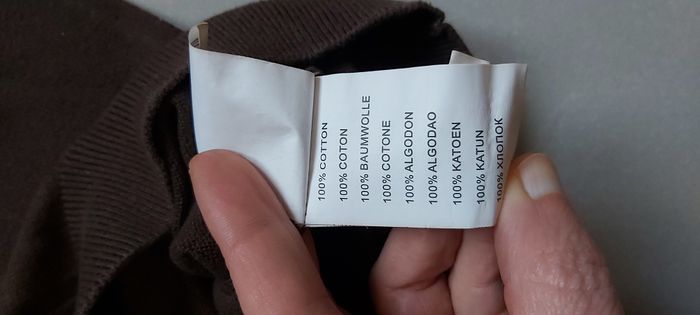 100% COTTON
100% COTON
100% BAUMWOLLE
100% COTONE
100% ALGODON
100% ALGODAO
100% KATOEN
100% KATUN
100% ХЛОПОК